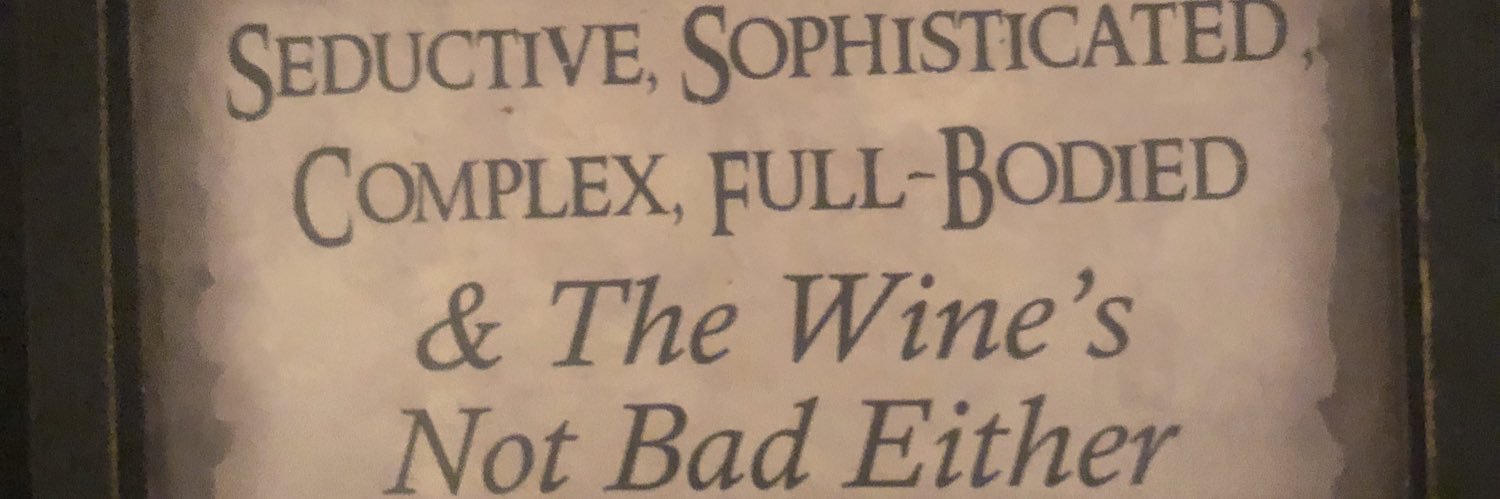 Seductive, Sophisticated,
Complex, Full-Bodied
& The Wine's
Not Bad Either